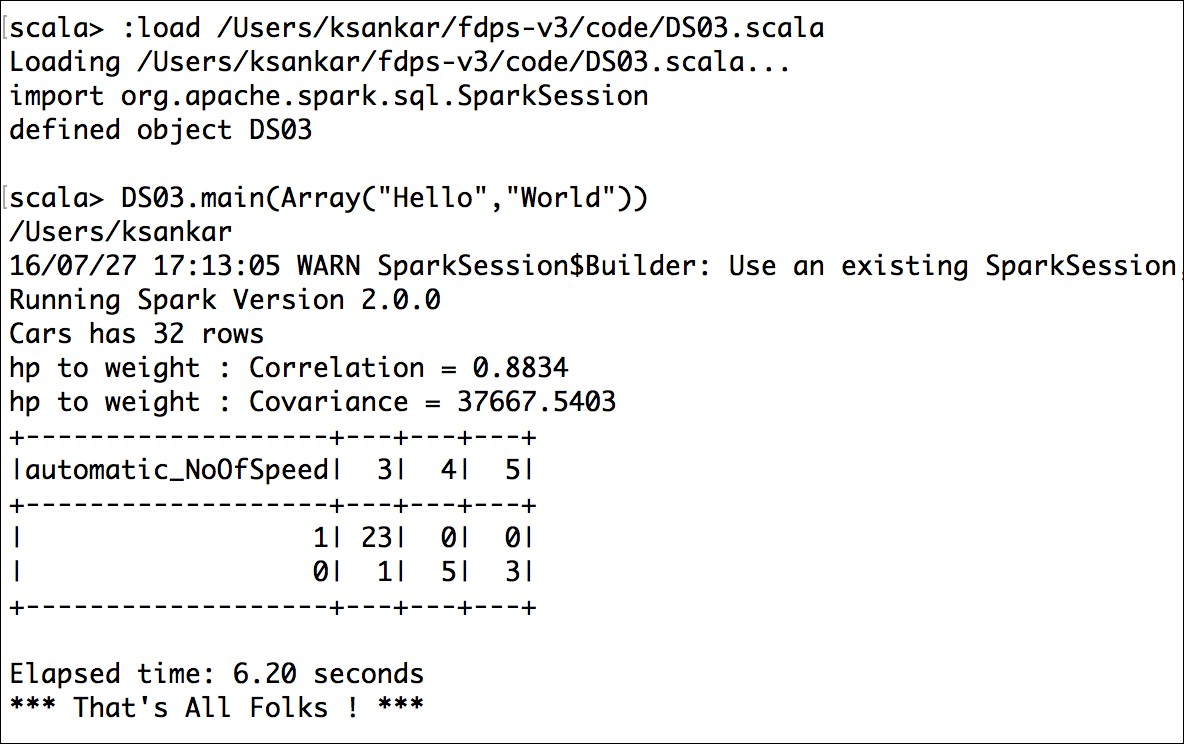 scala> :load /Users/ksankar/fdps-v3/code/DS03.scala
Loading /Users/ksankar/fdps-v3/code/DS03.scala...
import org.apache.spark.sql.SparkSession
defined object DS03
scala> DS03.main(Array("Hello","World"))
/Users/ksankar
16/07/27 17:13:05 WARN SparkSession$Builder: Use an existing SparkSession,
Running Spark Version 2.0.0
Cars has 32 rows
hp to weight : Correlation = 0.8834
hp to weight : Covariance = 37667.5403
+-------------------+---+---+---+
|automatic_NoOfSpeed|  3|  4|  5|
+-------------------+---+---+---+
|                  1| 23|  0|  0|
|                  0|  1|  5|  3|
+-------------------+---+---+---+
Elapsed time: 6.20 seconds
*** That's All Folks ! ***